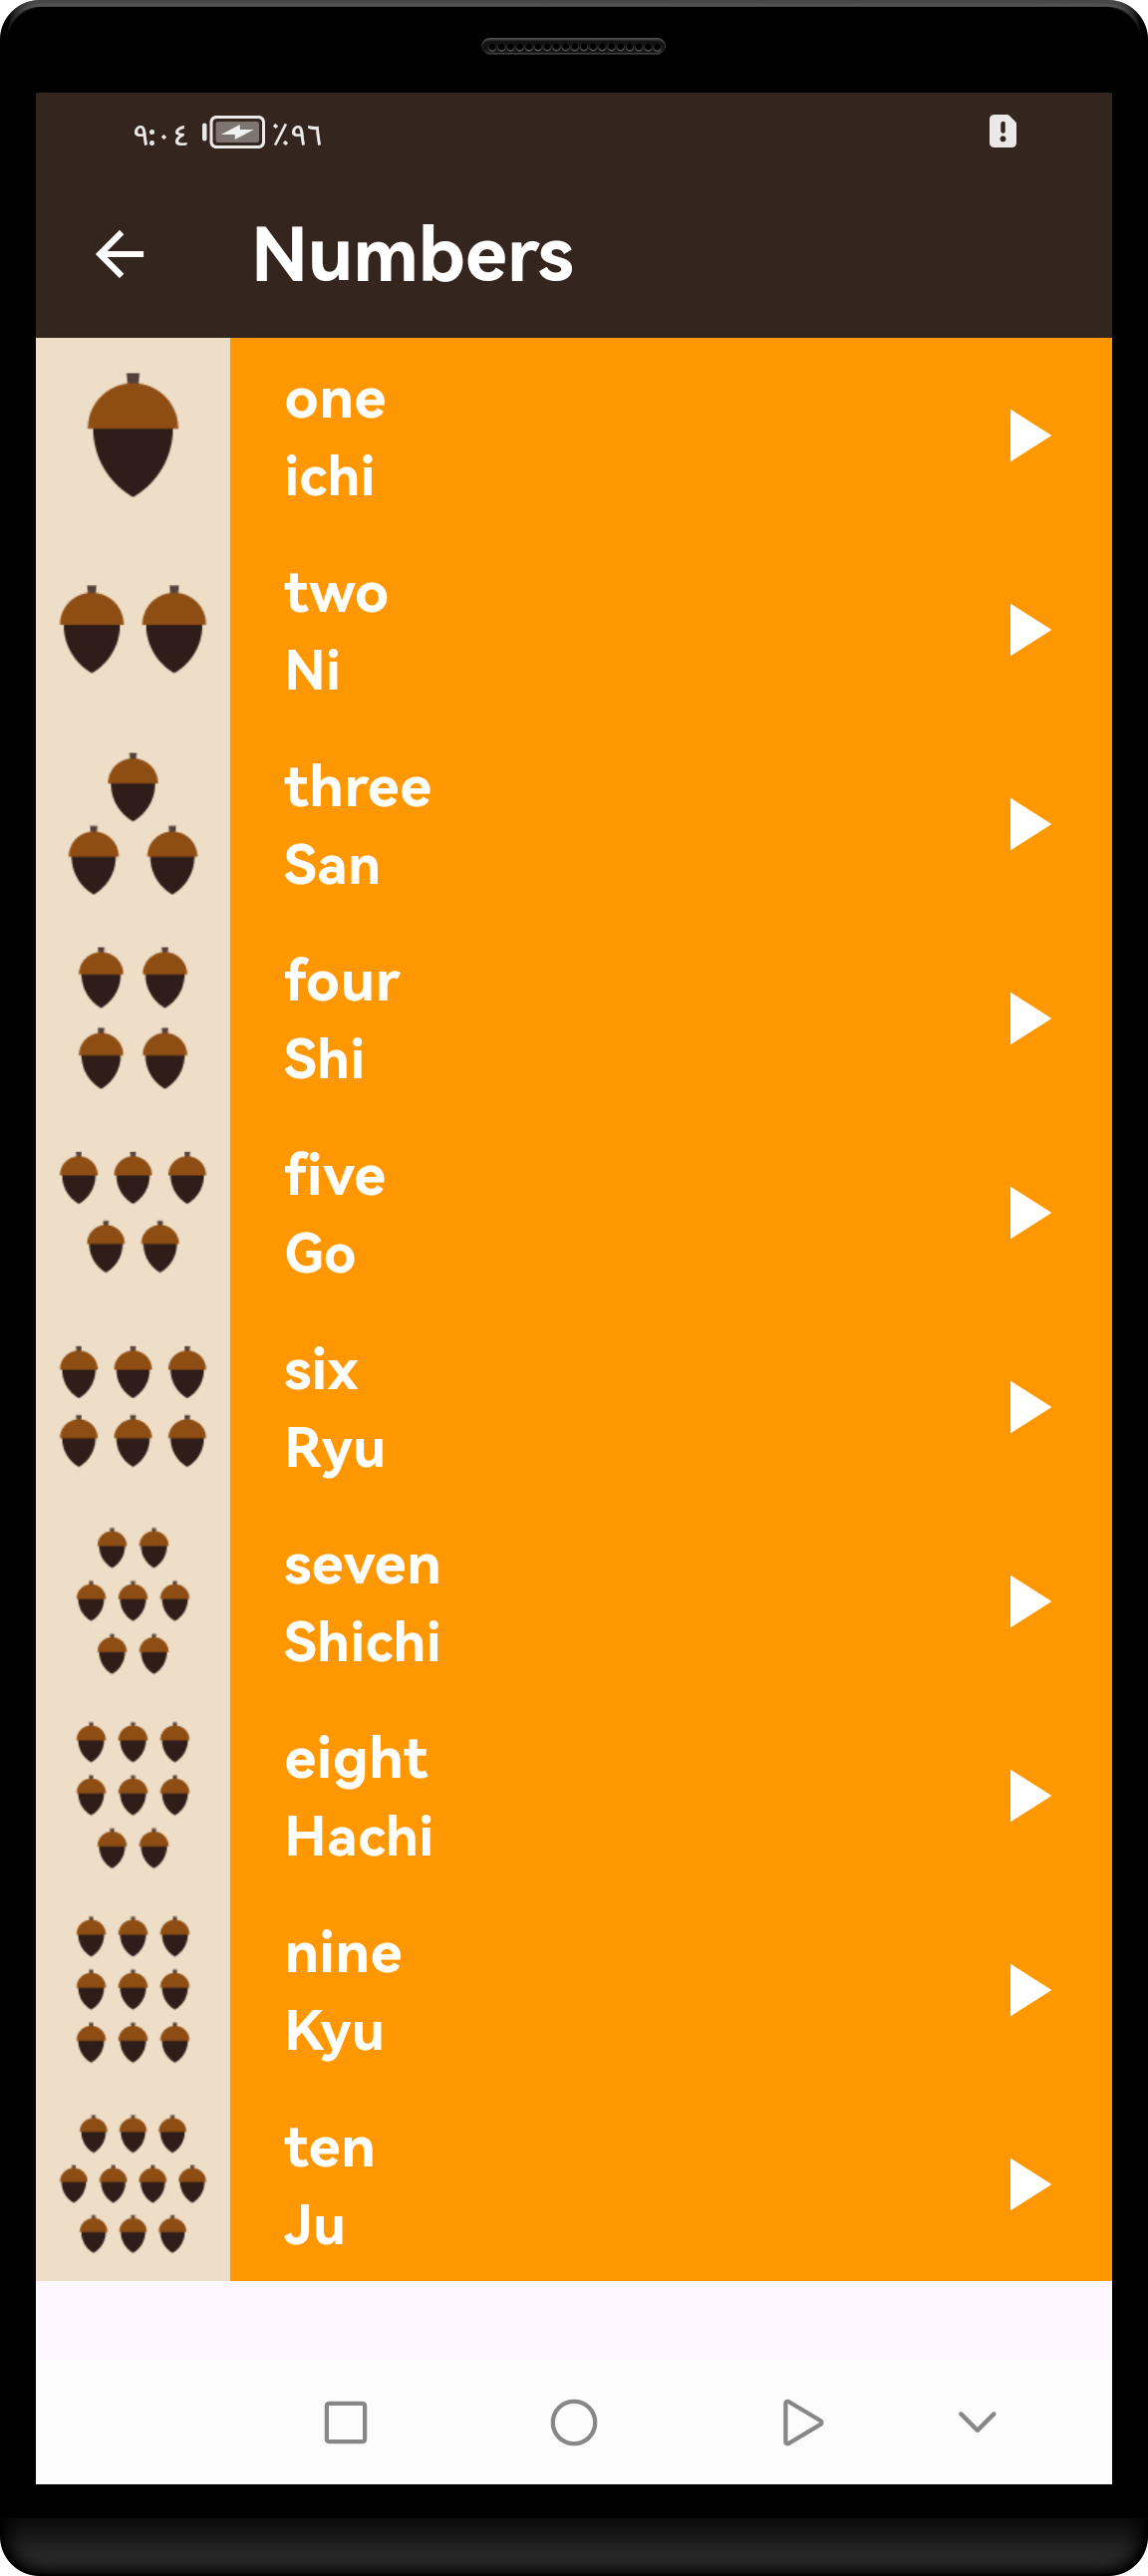 ٩:٠٤ ٪٩٦
Numbers
one
ichi
two
Ni
three
San
four
Shi
five
Go
six
Ryu
seven
Shichi
eight
Hachi
nine
Kyu
ten
Ju